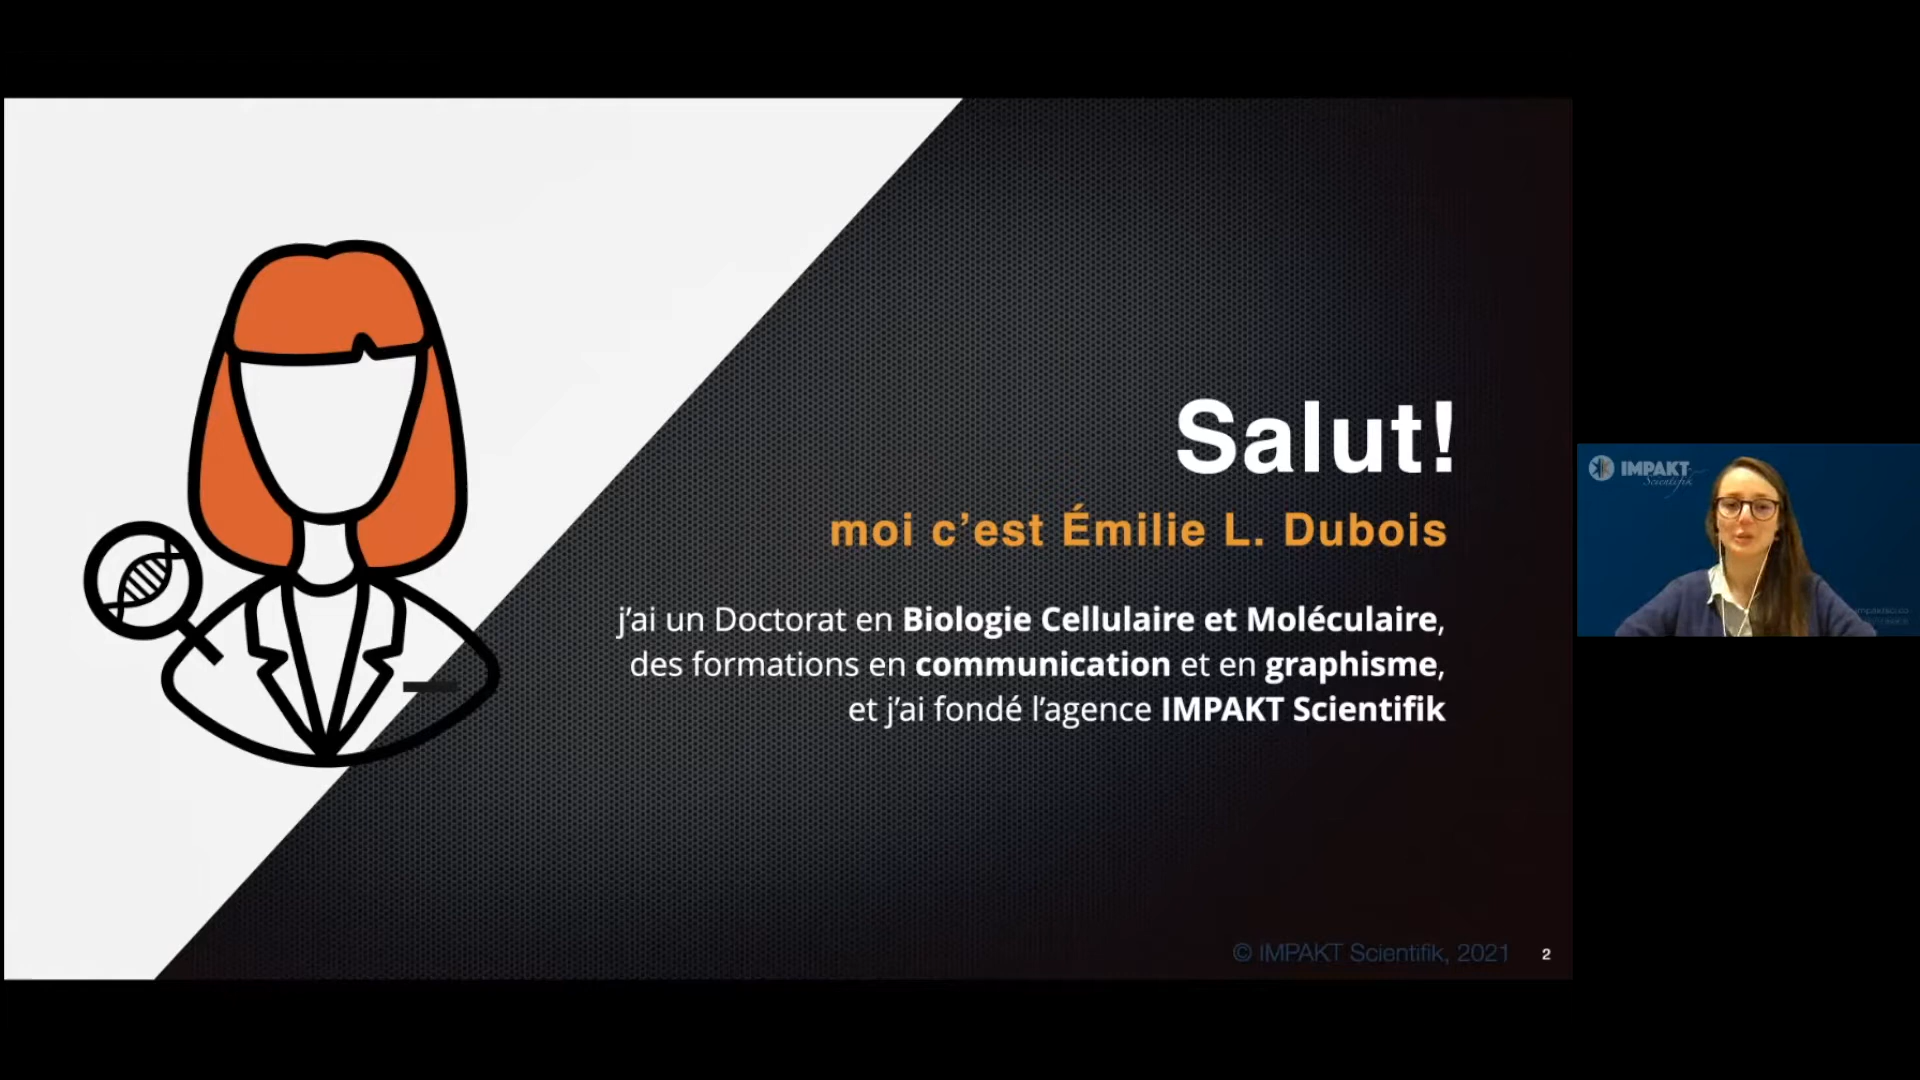 Salut!
moi c’est Émilie L. Dubois
j’ai un Doctorat en Biologie Cellulaire et Moléculaire,
des formations en communication et en graphisme,
et j’ai fondé l’agence IMPAKT Scientifik
© IMPAKT Scientifik, 2021
2
IMPAKT
Scientifik